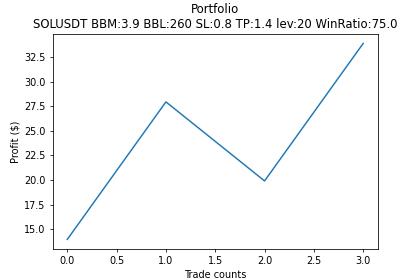 Portfolio
SOLUSDT BBM:3.9 BBL:260 SL:0.8 TP:1.4 lev:20 WinRatio:75.0
Profit ($)
32.5
30.0
27.5
25.0
22.5
20.0
17.5
15.0
0.0 0.5 1.0 1.5 2.0 2.5 3.0
Trade counts